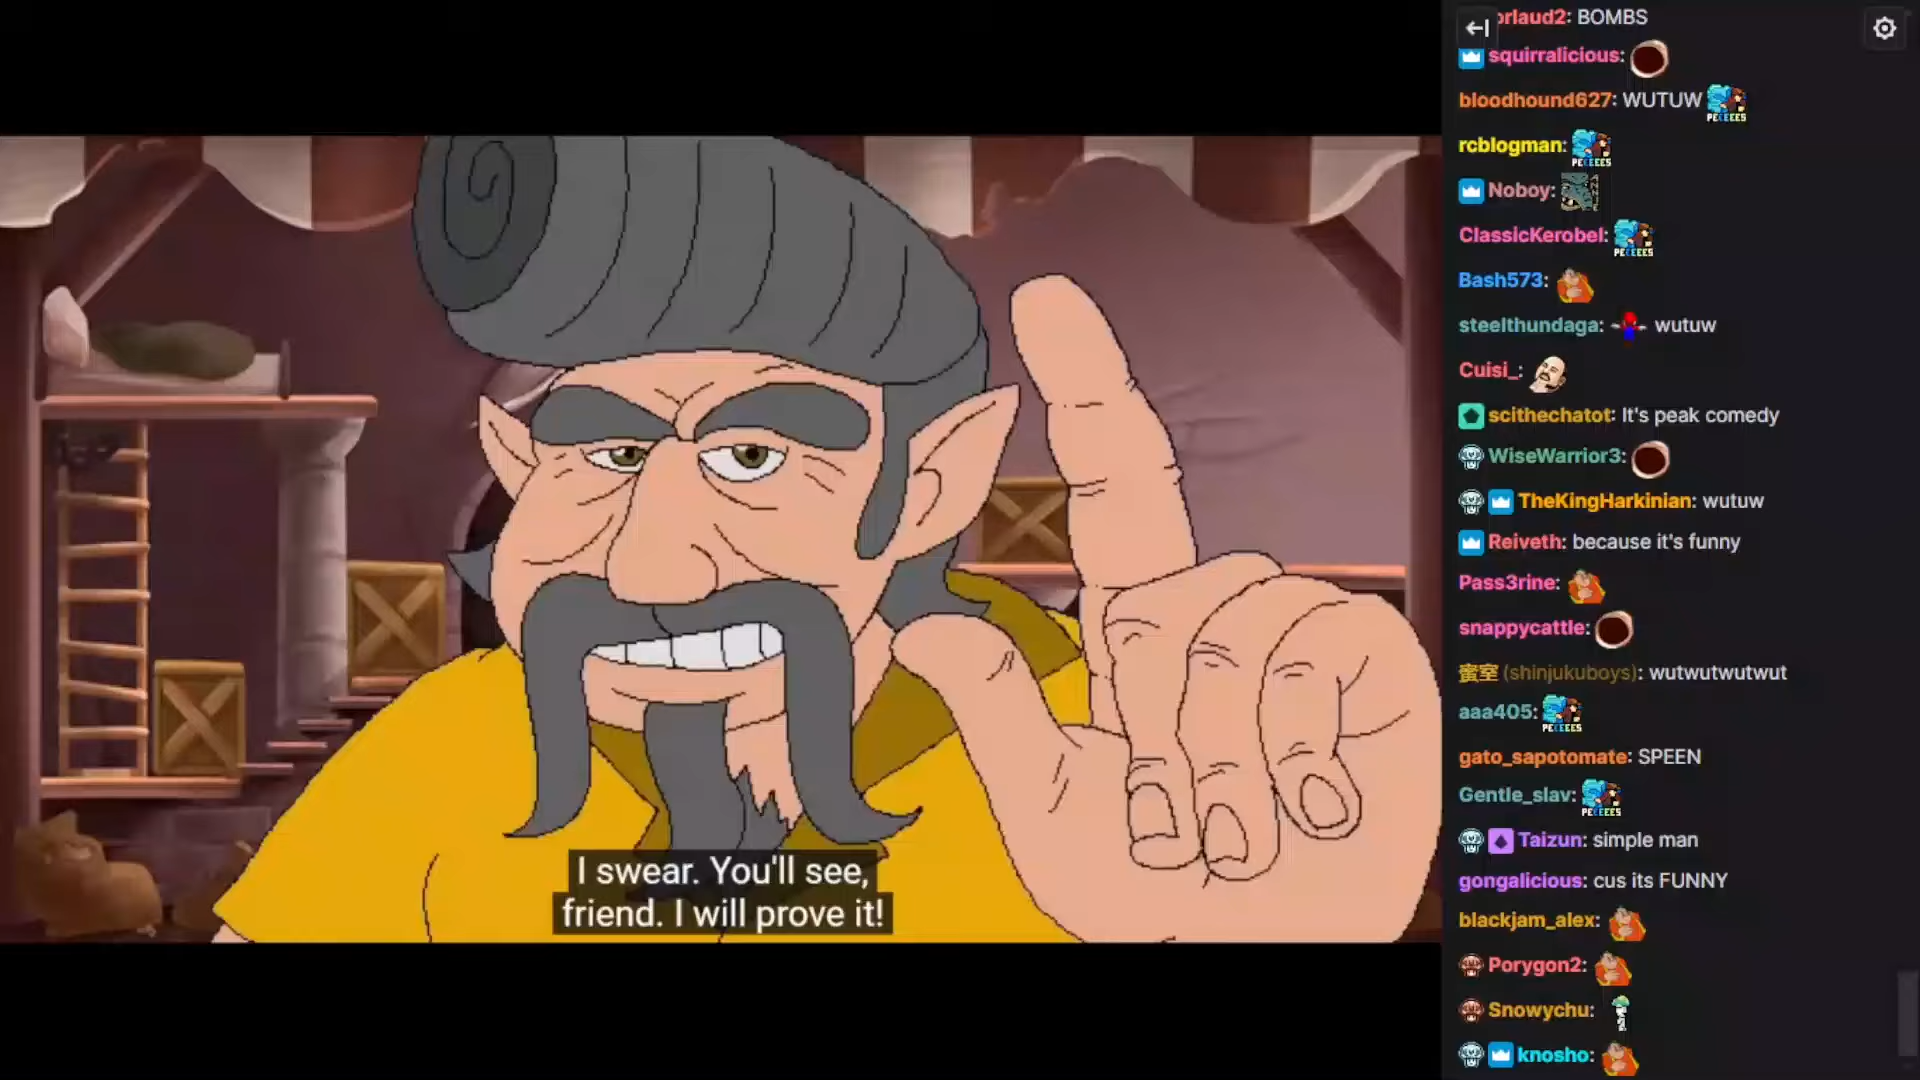 I swear. You'll see,
friend. I will prove it!
orlaud2: BOMBS
squirralicious:
bloodhound627: WUTUW
rcblogman:
Noboy:
ClassicKerobel:
Bash573:
steelthundaga: wutuw
Cuisi_:
scithechatot: It's peak comedy
WiseWarrior3:
TheKingHarkinian: wutuw
Reiveth: because it's funny
Pass3rine:
snappycattle:
蜜室 (shinjukuboys): wutwutwutwut
aaa405:
gato_sapotomate: SPEEN
Gentle_slav:
Taizun: simple man
gongalicious: cus its FUNNY
blackjam_alex:
Porygon2:
Snowychu:
knosho: